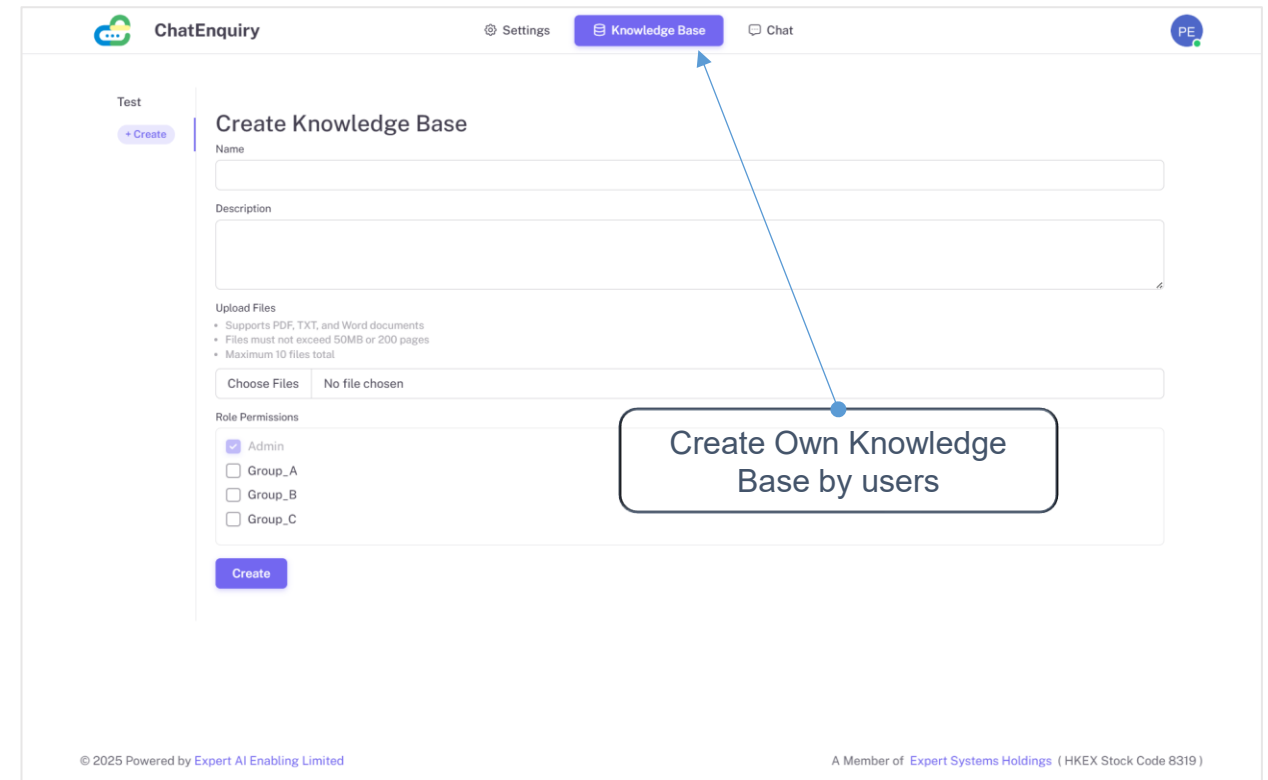 ChatEnquiry
Settings
Knowledge Base
Chat
PE
Test
+ Create
Create Knowledge Base
Name
Description
Upload Files
• Supports PDF, TXT, and Word documents
• Files must not exceed 50MB or 200 pages
• Maximum 10 files total
Choose Files No file chosen
Role Permissions
Admin
Group_A
Group_B
Group_C
Create Own Knowledge
Base by users
Create
© 2025 Powered by Expert AI Enabling Limited
A Member of Expert Systems Holdings ( HKEX Stock Code 8319 )